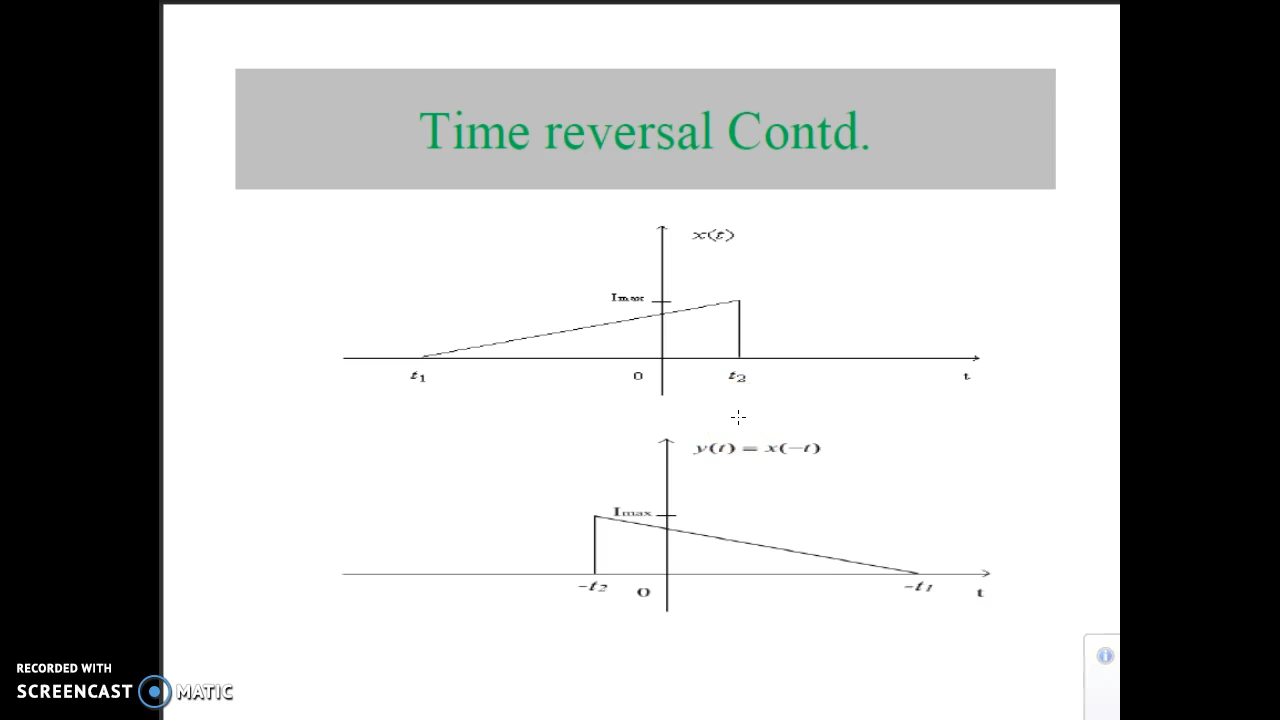 Time reversal Contd.
x(t)
Imax
t1 0 t2 t
y(t) = x(−t)
Imax
−t2 0 −t1 t
RECORDED WITH
SCREENCAST MATIC